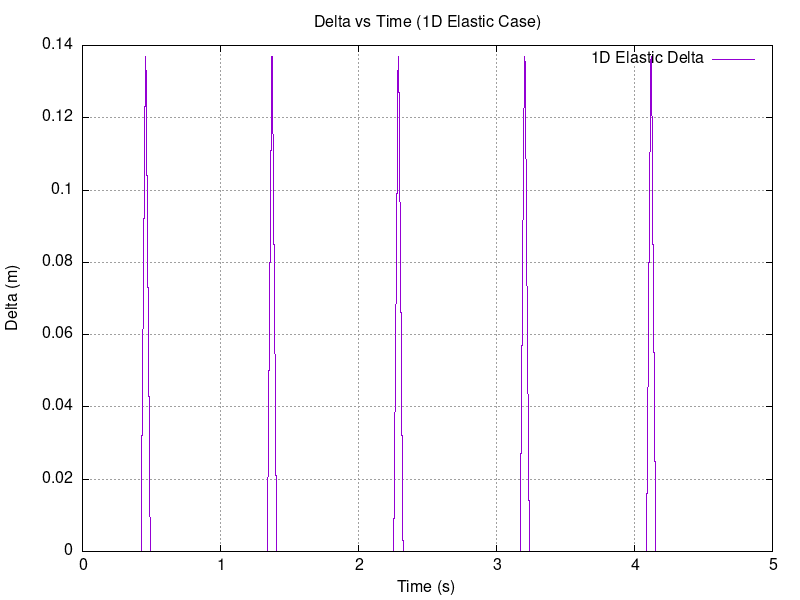 Delta vs Time (1D Elastic Case)
1D Elastic Delta
0.14
0.12
0.1
0.08
0.06
0.04
0.02
0
Delta (m)
0 1 2 3 4 5
Time (s)